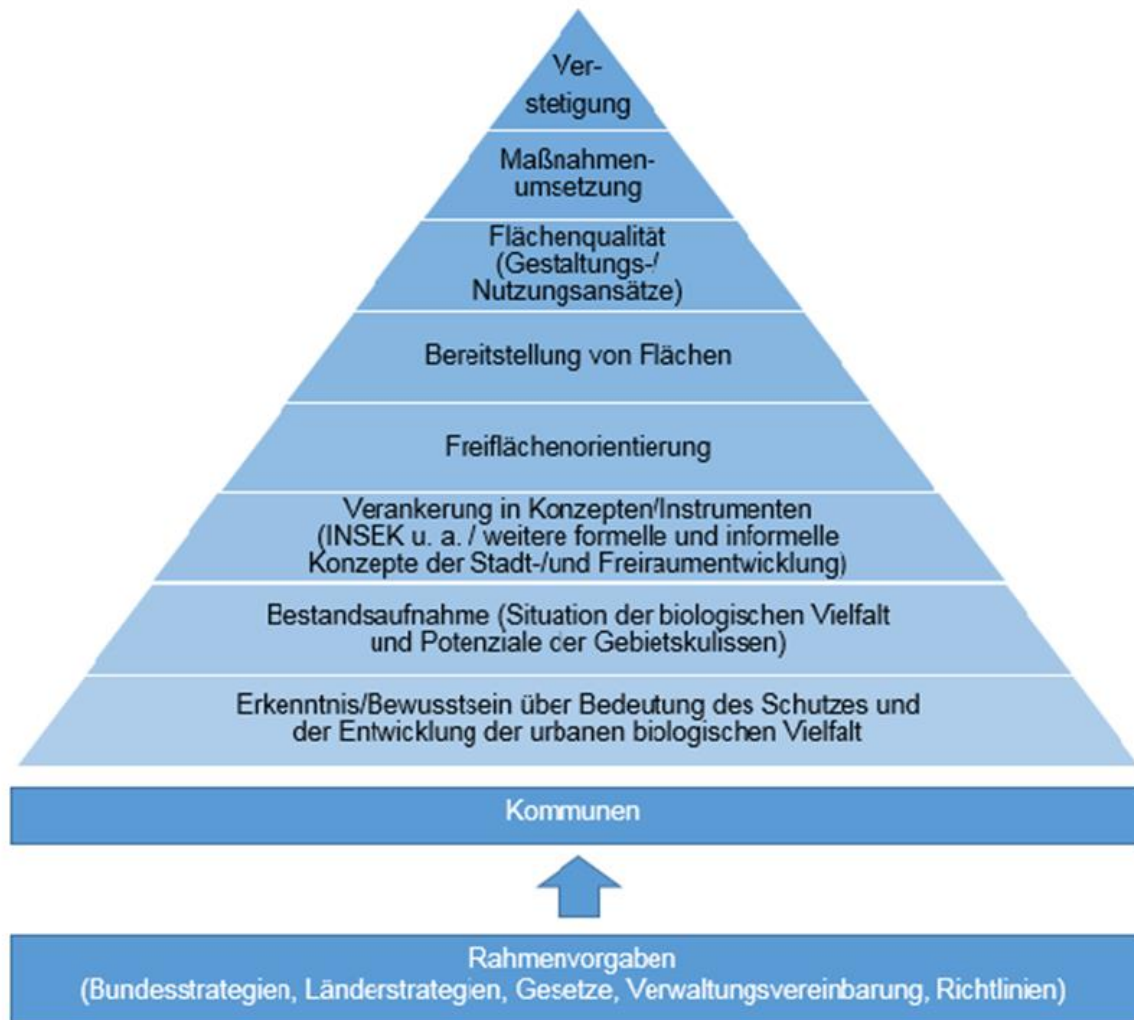 Ver-
stetigung
Maßnahmen-
umsetzung
Flächenqualität
(Gestaltungs-/
Nutzungsansätze)
Bereitstellung von Flächen
Freiflächenorientierung
Verankerung in Konzepten/Instrumenten
(INSEK u. a. / weitere formelle und informelle
Konzepte der Stadt-/und Freiraumentwicklung)
Bestandsaufnahme (Situation der biologischen Vielfalt
und Potenziale der Gebietskulissen)
Erkenntnis/Bewusstsein über Bedeutung des Schutzes und
der Entwicklung der urbanen biologischen Vielfalt
Kommunen
Rahmenvorgaben
(Bundesstrategien, Länderstrategien, Gesetze, Verwaltungsvereinbarung, Richtlinien)